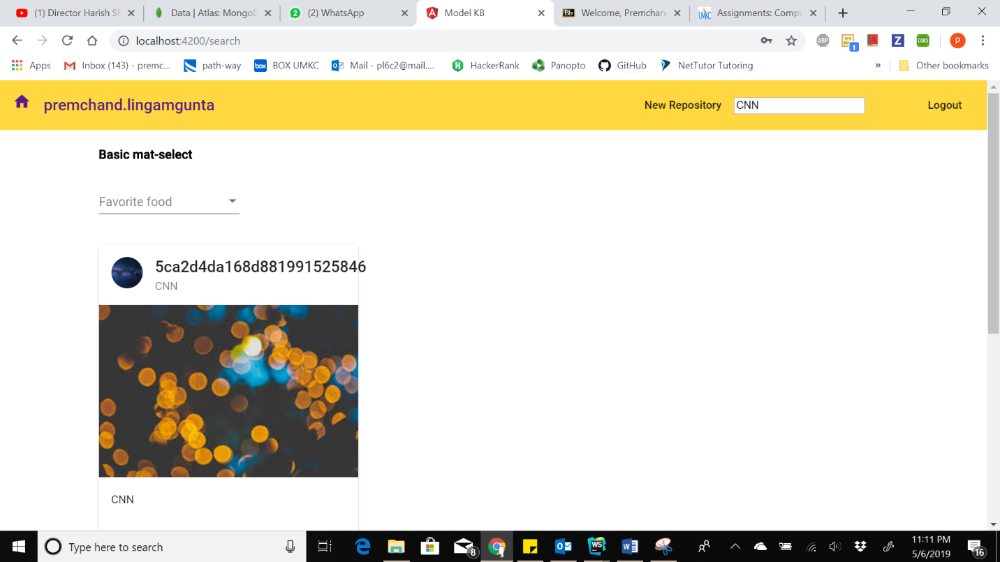 (1) Director Harish Sh
Data | Atlas: MongoD
(2) WhatsApp
Model KB
Welcome, Premchand
Assignments: Compu
localhost:4200/search
Apps
Inbox (143) - premc...
path-way
BOX UMKC
Mail - pl6c2@mail....
HackerRank
Panopto
GitHub
NetTutor Tutoring
»
Other bookmarks
premchand.lingamgunta
New Repository
CNN
Logout
Basic mat-select
Favorite food
5ca2d4da168d881991525846
CNN
CNN
Type here to search
8
11:11 PM
5/6/2019
16